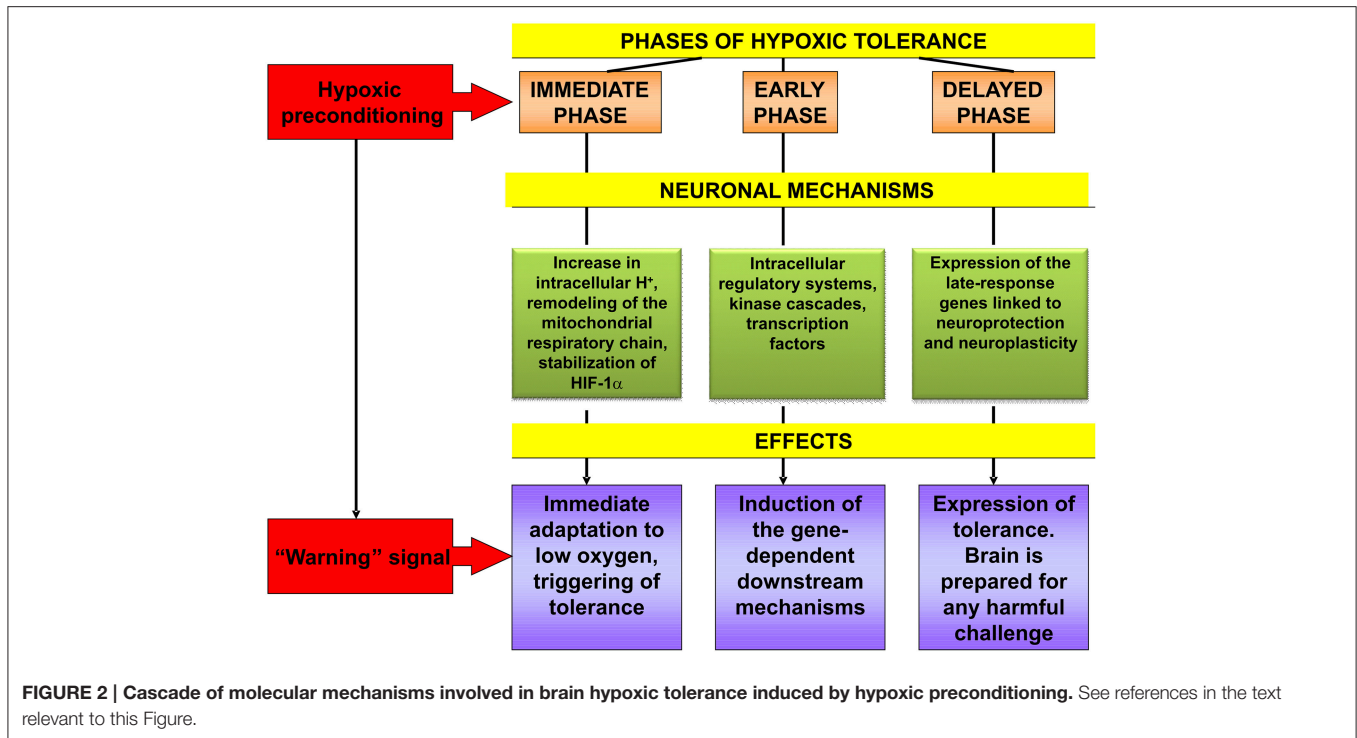 PHASES OF HYPOXIC TOLERANCE
Hypoxic
preconditioning
IMMEDIATE
PHASE
EARLY
PHASE
DELAYED
PHASE
NEURONAL MECHANISMS
Increase in
intracellular H⁺,
remodeling of the
mitochondrial
respiratory chain,
stabilization of
HIF-1α
Intracellular
regulatory systems,
kinase cascades,
transcription
factors
Expression of the
late-response
genes linked to
neuroprotection
and neuroplasticity
EFFECTS
“Warning” signal
Immediate
adaptation to
low oxygen,
triggering of
tolerance
Induction of
the gene-
dependent
downstream
mechanisms
Expression of
tolerance.
Brain is
prepared for
any harmful
challenge
FIGURE 2 | Cascade of molecular mechanisms involved in brain hypoxic tolerance induced by hypoxic preconditioning. See references in the text
relevant to this Figure.